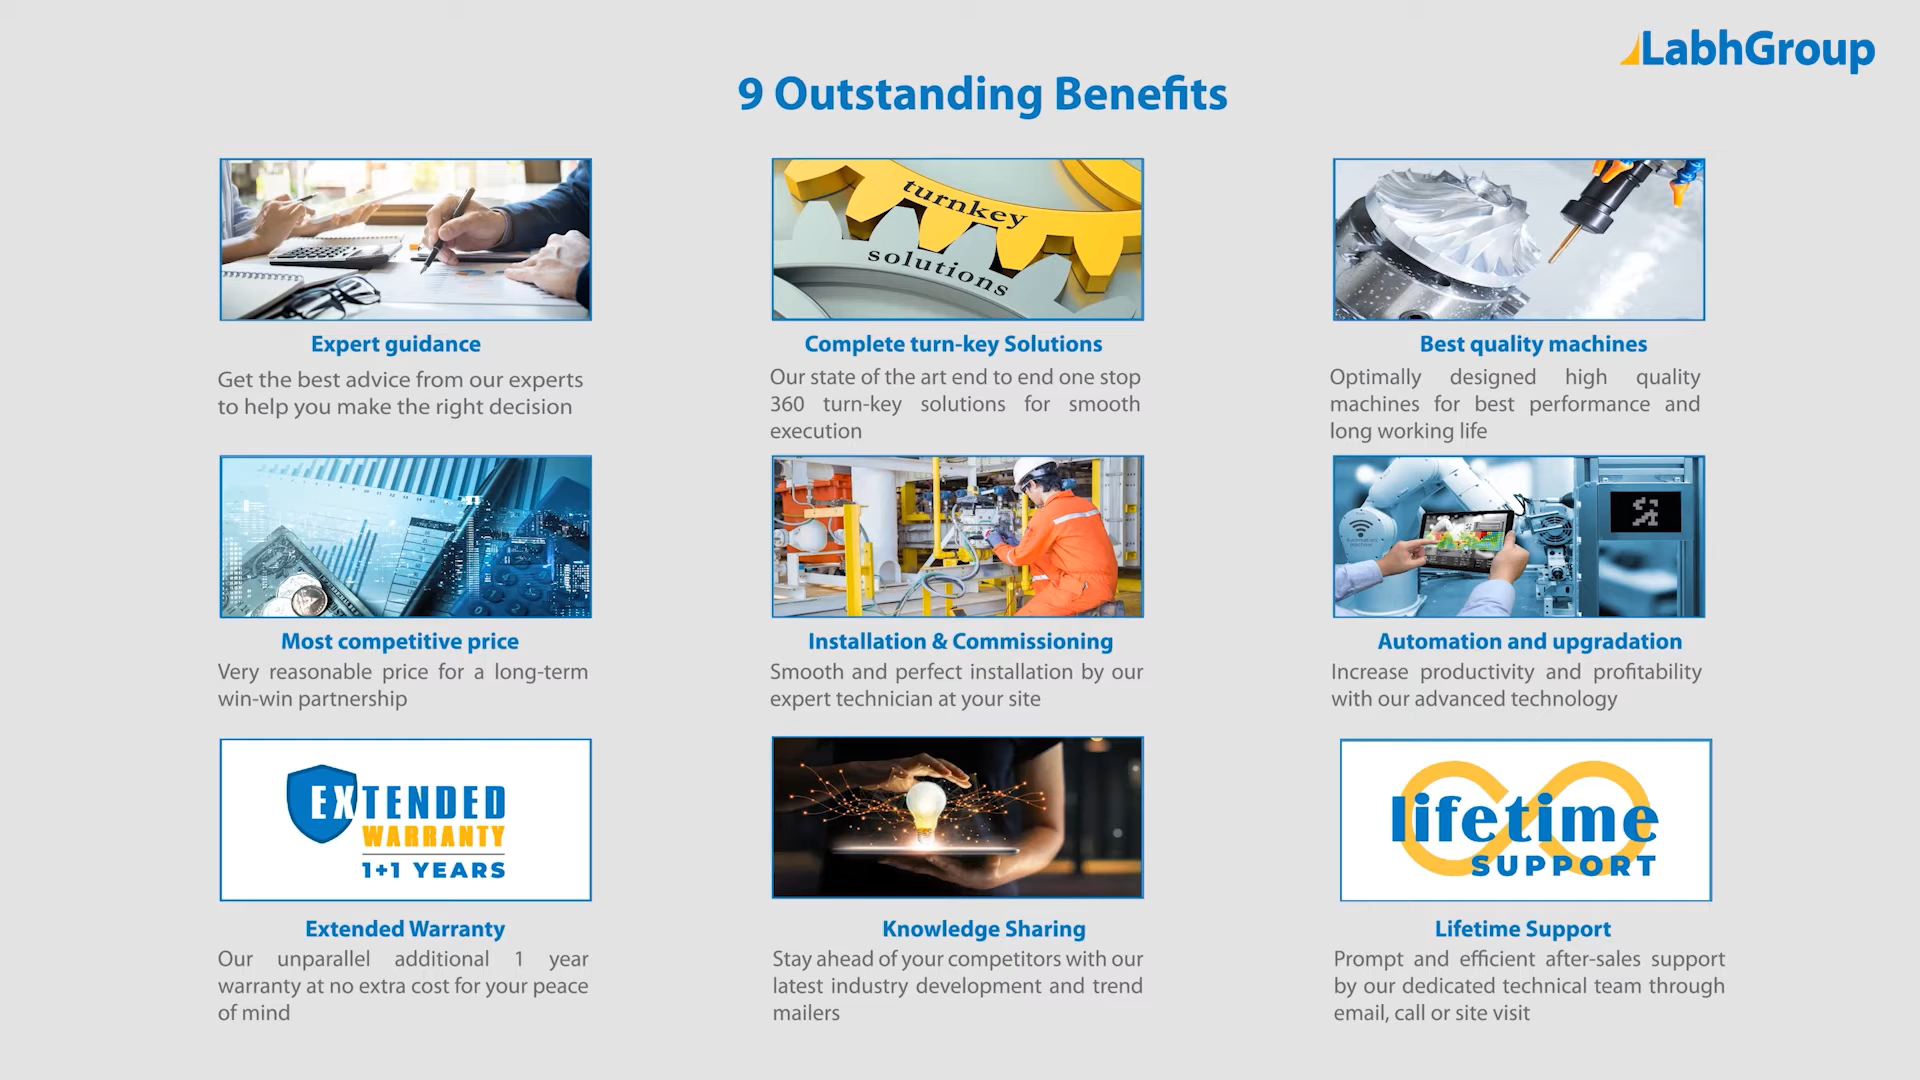 LabhGroup
9 Outstanding Benefits
turnkey
solutions
Expert guidance
Get the best advice from our experts
to help you make the right decision
Complete turn-key Solutions
Our state of the art end to end one stop
360 turn-key solutions for smooth
execution
Best quality machines
Optimally designed high quality
machines for best performance and
long working life
Most competitive price
Very reasonable price for a long-term
win-win partnership
Installation & Commissioning
Smooth and perfect installation by our
expert technician at your site
Automation and upgradation
Increase productivity and profitability
with our advanced technology
EXTENDED
WARRANTY
1+1 YEARS
Extended Warranty
Our unparallel additional 1 year
warranty at no extra cost for your peace
of mind
Knowledge Sharing
Stay ahead of your competitors with our
latest industry development and trend
mailers
lifetime
SUPPORT
Lifetime Support
Prompt and efficient after-sales support
by our dedicated technical team through
email, call or site visit